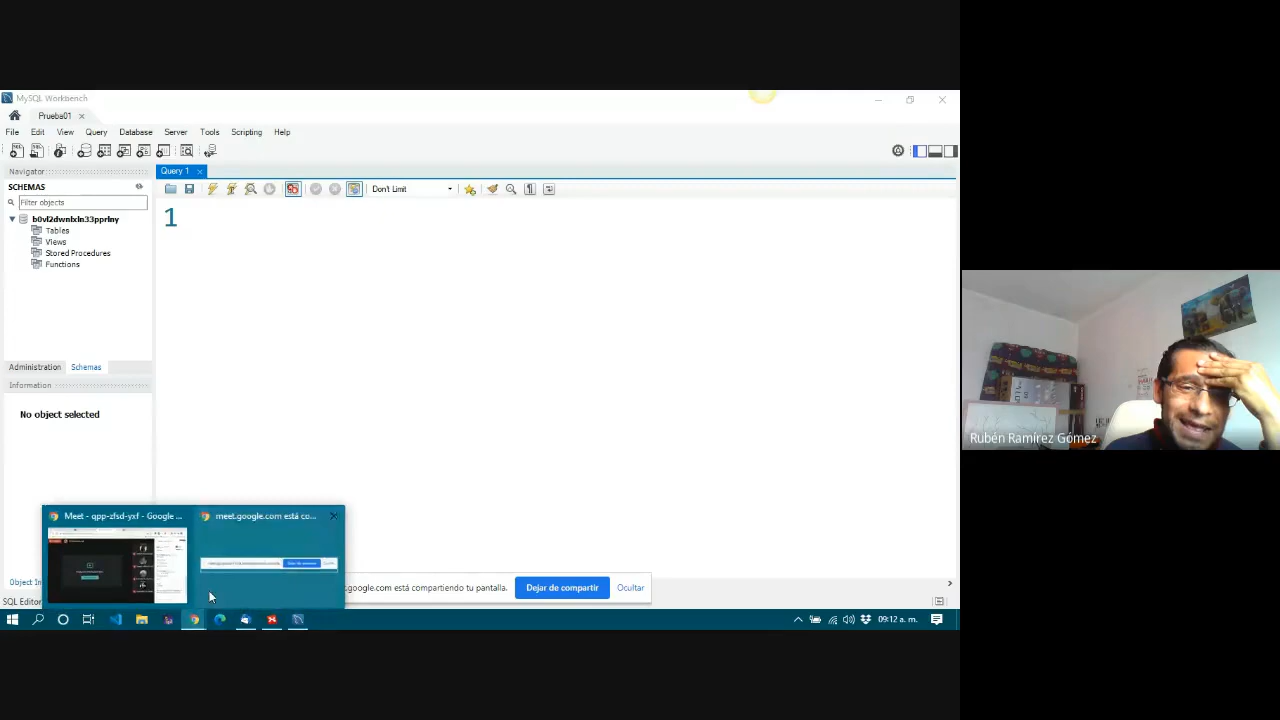 MySQL Workbench
Prueba01
File Edit View Query Database Server Tools Scripting Help
Navigator
Query 1
SCHEMAS
Don't Limit
Filter objects
1
Tables
Views
Stored Procedures
Functions
Administration Schemas
Information
No object selected
Rubén Ramírez Gómez
Meet - qpp-zfsd-yxf - Google ...
meet.google.com está co...
Object In
.google.com está compartiendo tu pantalla.
Dejar de compartir
Ocultar
SQL Editor
09:12 a. m.